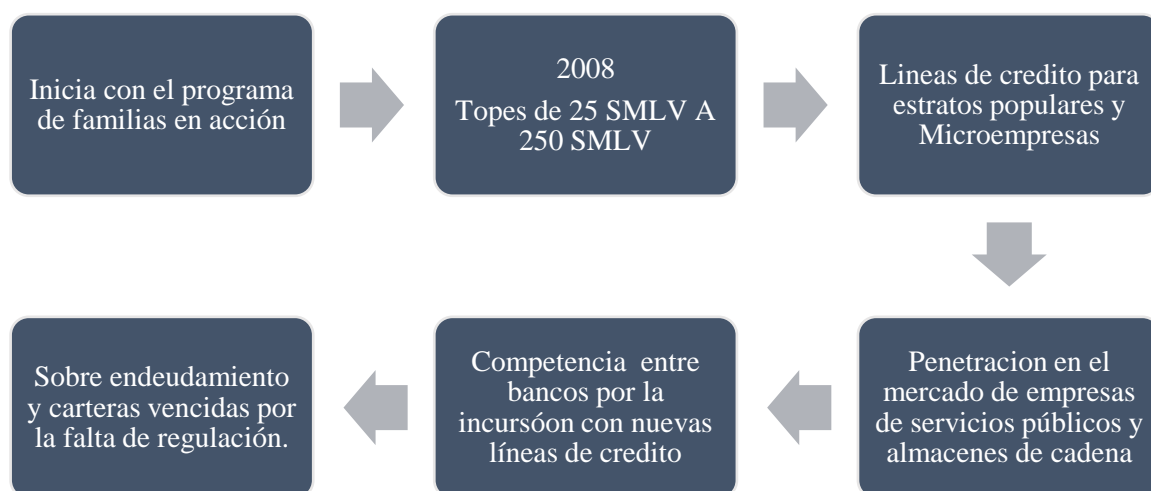 Inicia con el programa
de familias en acción
2008
Topes de 25 SMLV A
250 SMLV
Lineas de credito para
estratos populares y
Microempresas
Penetracion en el
mercado de empresas
de servicios públicos y
almacenes de cadena
Competencia entre
bancos por la
incursóon con nuevas
líneas de credito
Sobre endeudamiento
y carteras vencidas por
la falta de regulación.